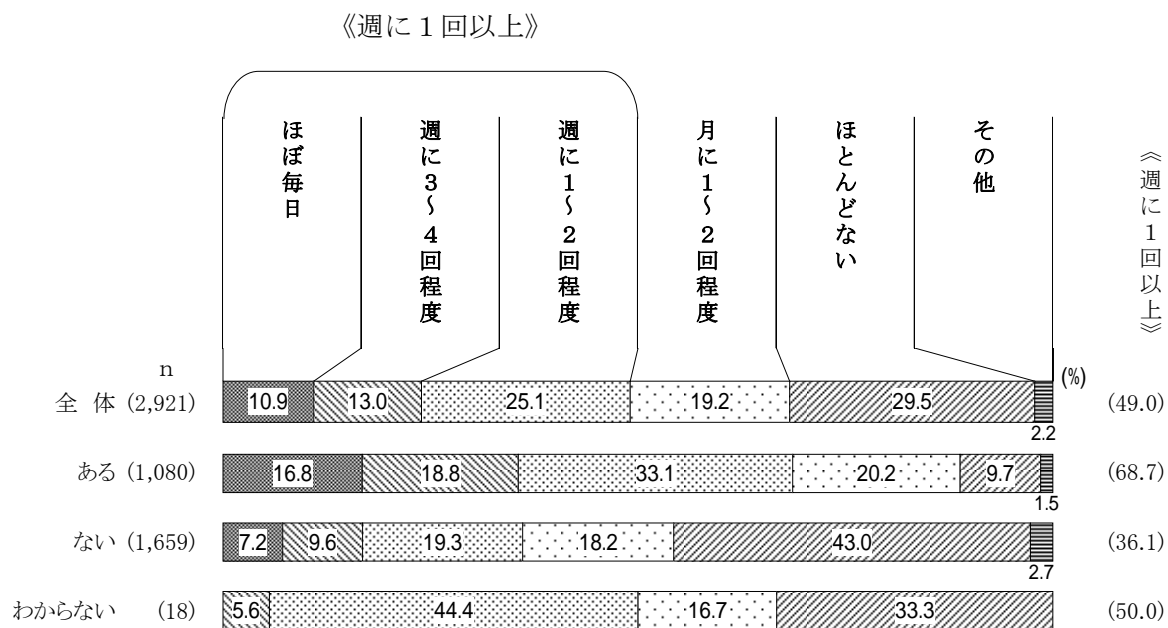 《週に１回以上》
ほぼ毎日
週に３～４回程度
週に１～２回程度
月に１～２回程度
ほとんどない
その他
《週に１回以上》
n
(%)
全 体 (2,921) 10.9 13.0 25.1 19.2 29.5 2.2 (49.0)
ある (1,080) 16.8 18.8 33.1 20.2 9.7 1.5 (68.7)
ない (1,659) 7.2 9.6 19.3 18.2 43.0 2.7 (36.1)
わからない (18) 5.6 44.4 16.7 33.3 (50.0)